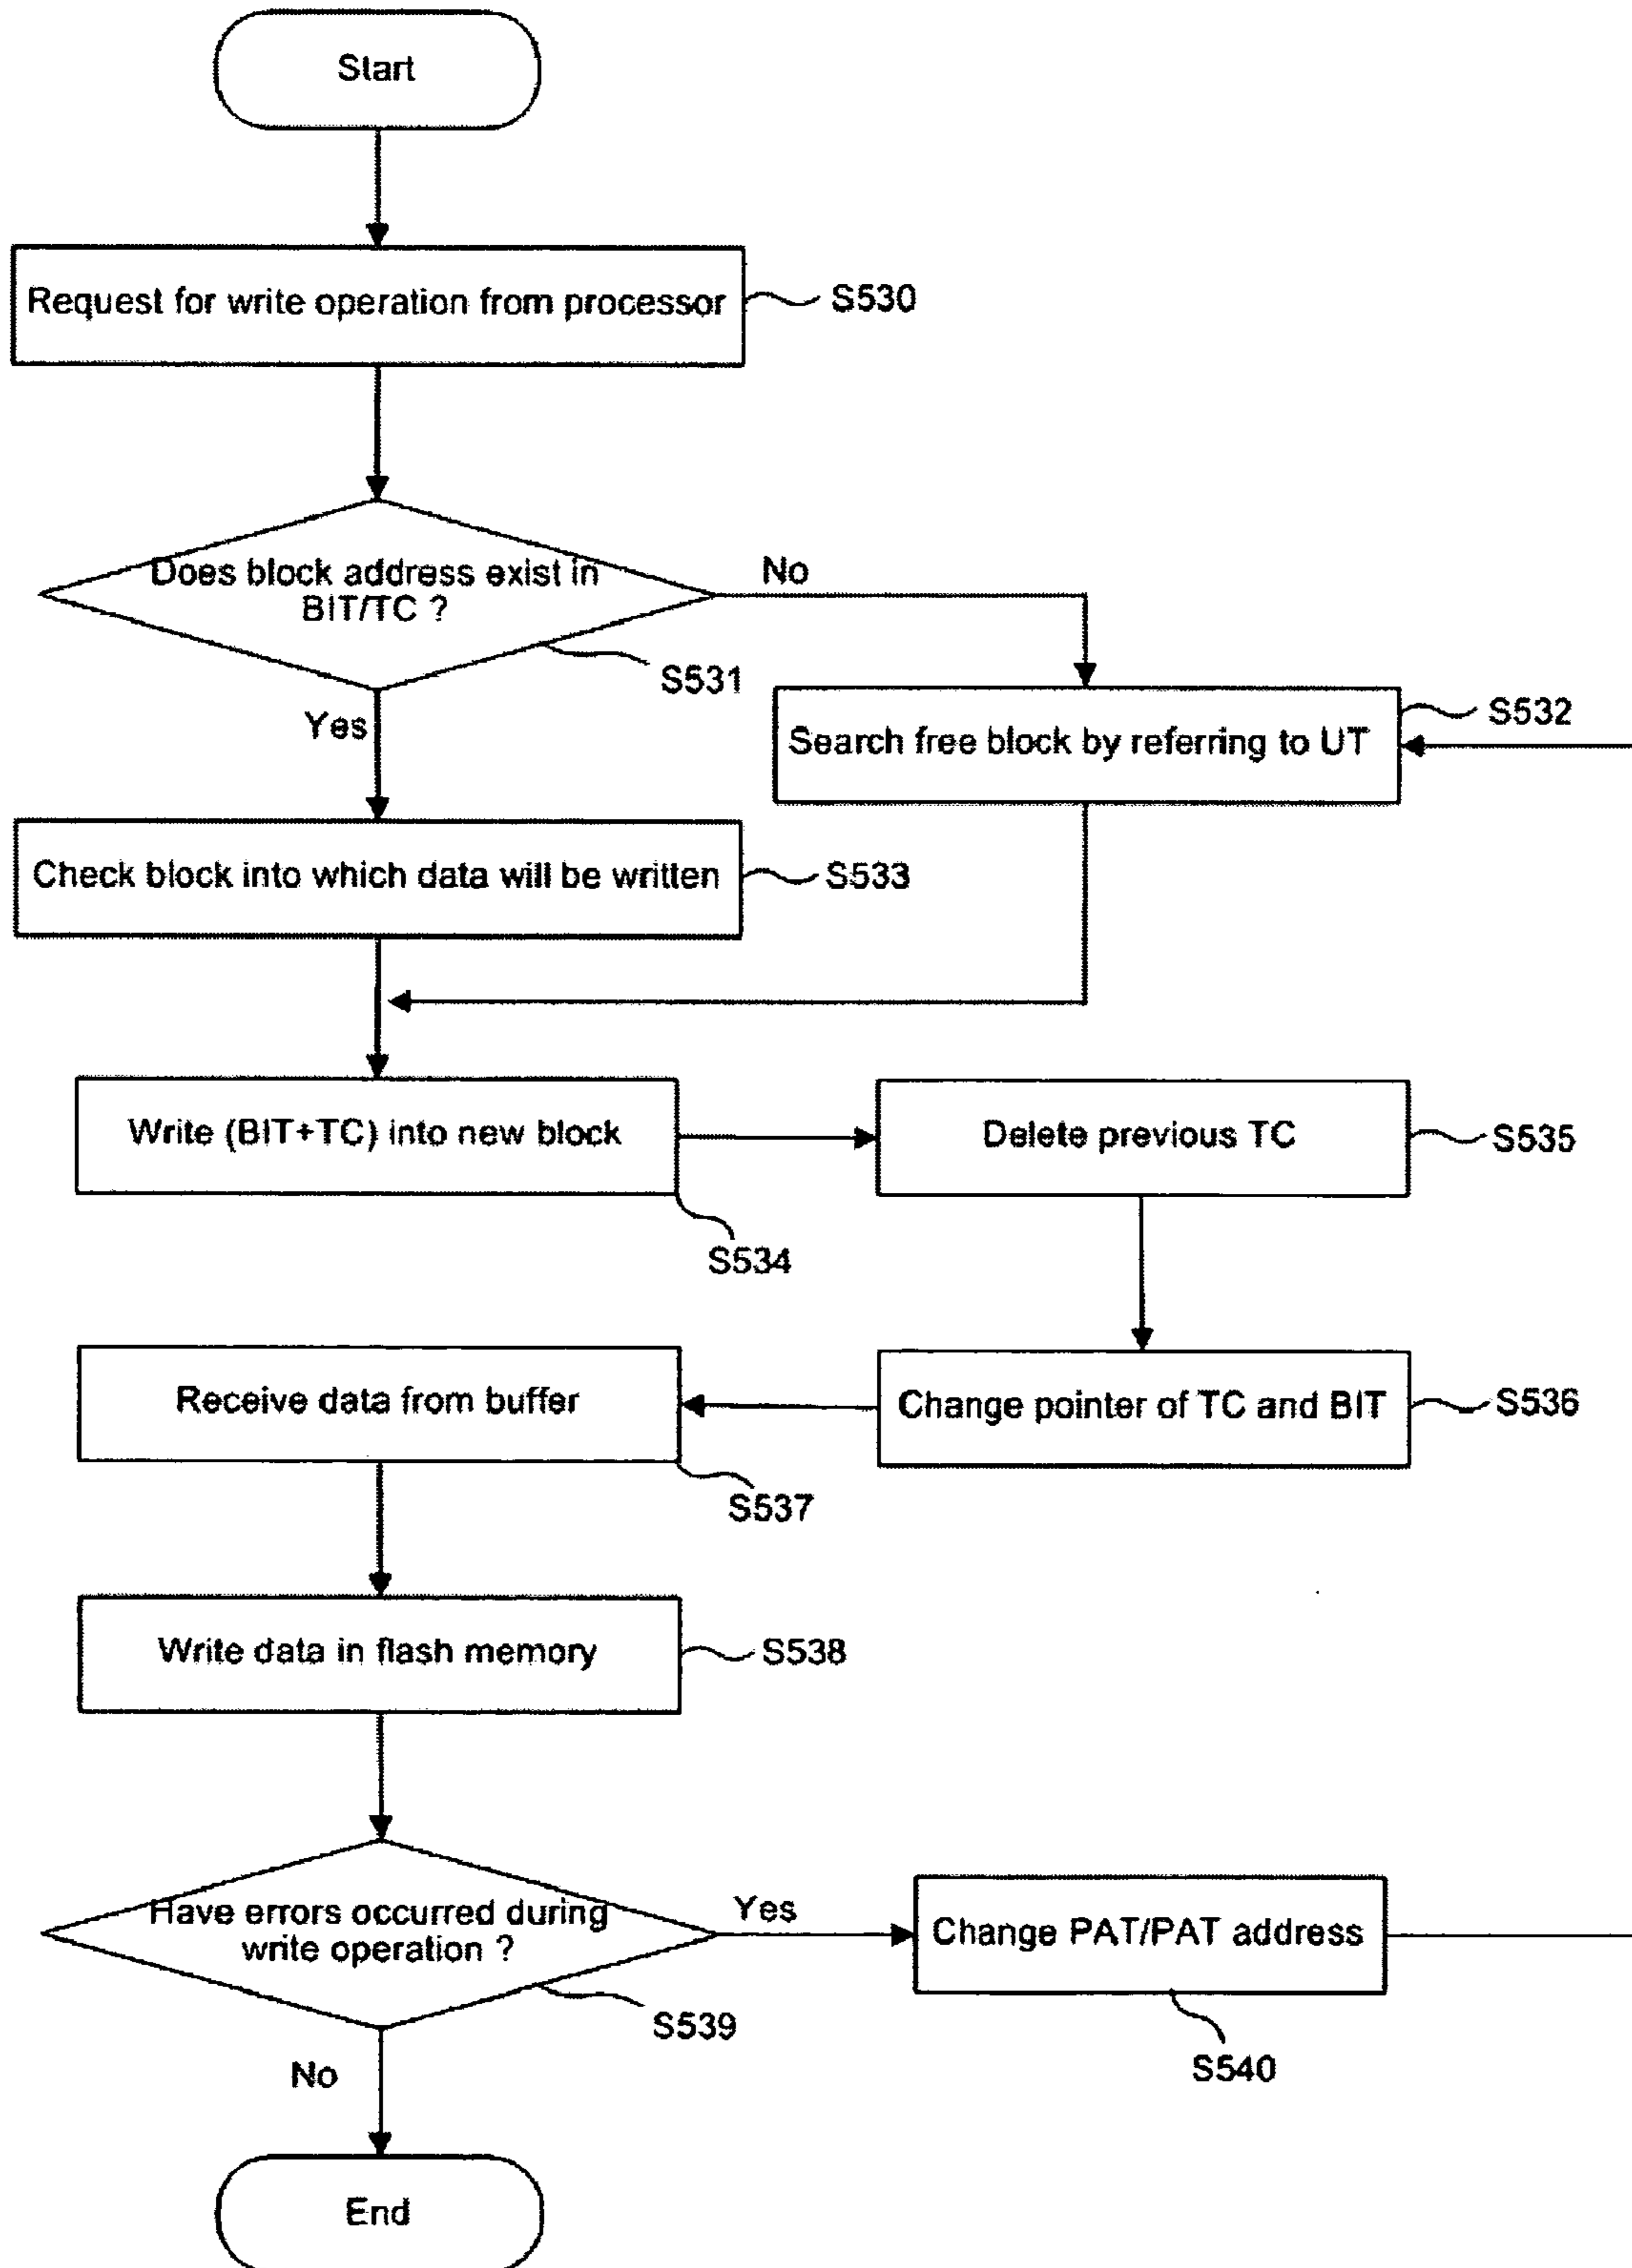 Start
Request for write operation from processor
S530
Does block address exist in
BIT/TC ?
No
S531
Yes
Search free block by referring to UT
S532
Check block into which data will be written
S533
Write (BIT+TC) into new block
S534
Delete previous TC
S535
Receive data from buffer
S537
Change pointer of TC and BIT
S536
Write data in flash memory
S538
Have errors occurred during
write operation ?
Yes
S539
Change PAT/PAT address
S540
No
End